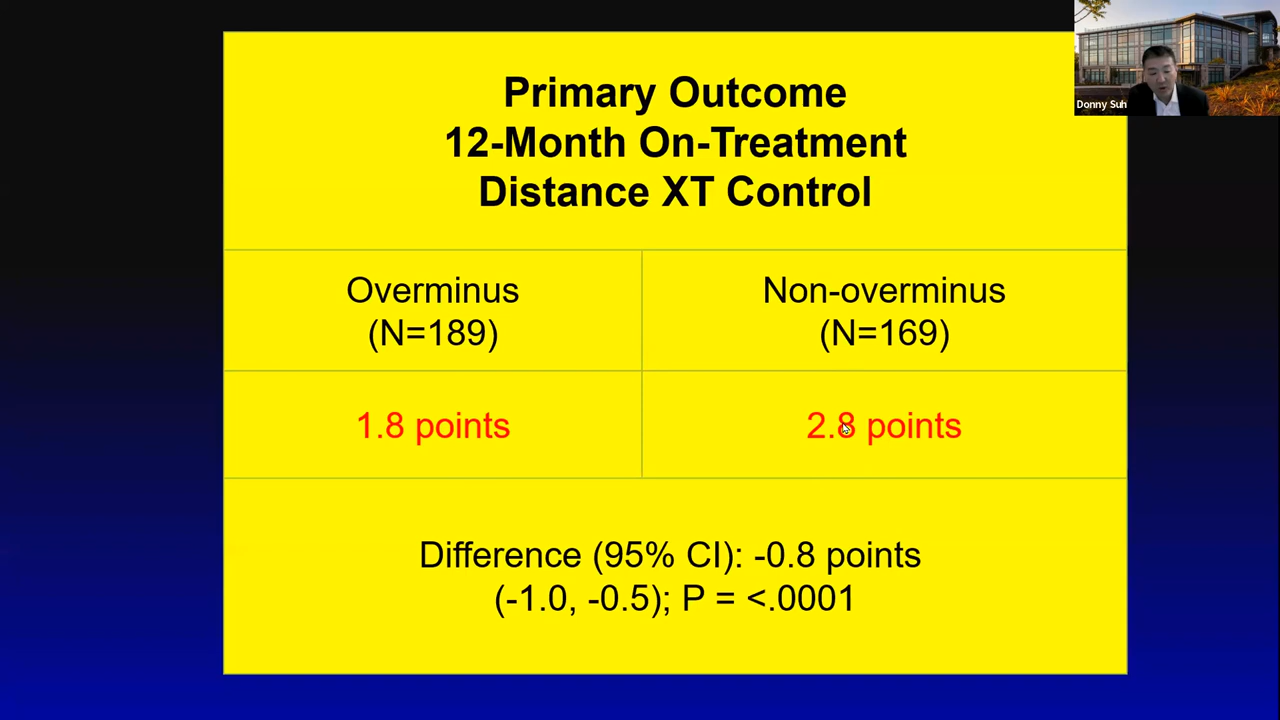 Primary Outcome
12-Month On-Treatment
Distance XT Control
Overminus
(N=189)
Non-overminus
(N=169)
1.8 points
2.8 points
Difference (95% CI): -0.8 points
(-1.0, -0.5); P = <.0001
Donny Suh